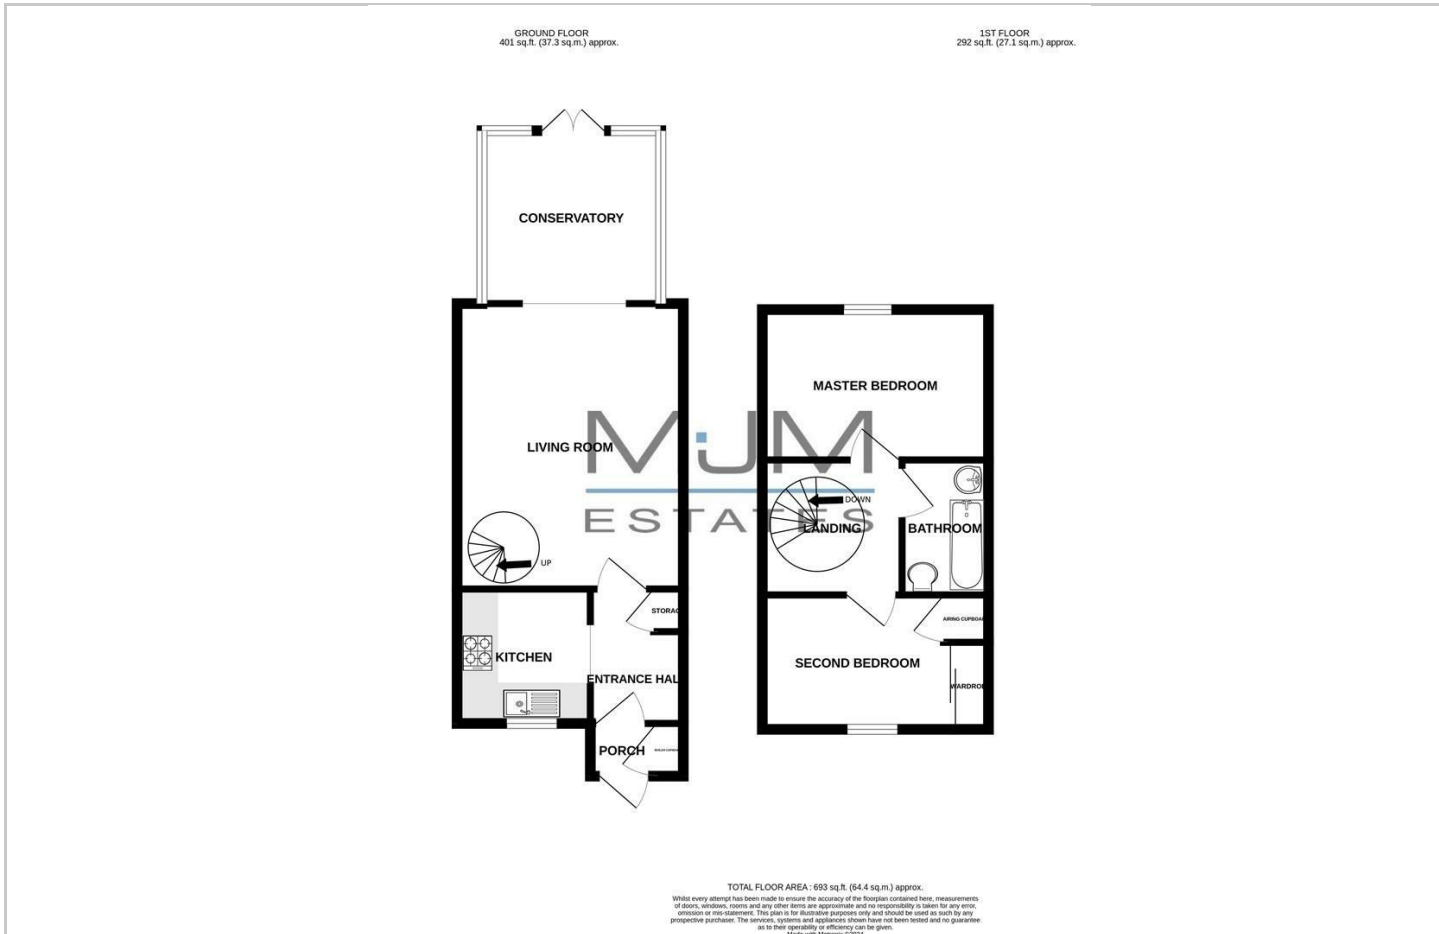 GROUND FLOOR
401 sq.ft. (37.3 sq.m.) approx.
1ST FLOOR
292 sq.ft. (27.1 sq.m.) approx.
CONSERVATORY
LIVING ROOM
UP
KITCHEN
STORAG
ENTRANCE HAL
PORCH
MASTER BEDROOM
DOWN
LANDING
BATHROOM
AIRING CUPBOA
SECOND BEDROOM
WARDRO
MJM
ESTATES
TOTAL FLOOR AREA : 693 sq.ft. (64.4 sq.m.) approx.
Whilst every attempt has been made to ensure the accuracy of the floorplan contained here, measurements
of doors, windows, rooms and any other items are approximate and no responsibility is taken for any error,
omission or mis-statement. This plan is for illustrative purposes only and should be used as such by any
prospective purchaser. The services, systems and appliances shown have not been tested and no guarantee
as to their operability or efficiency can be given.
Made with Metropix ©2024